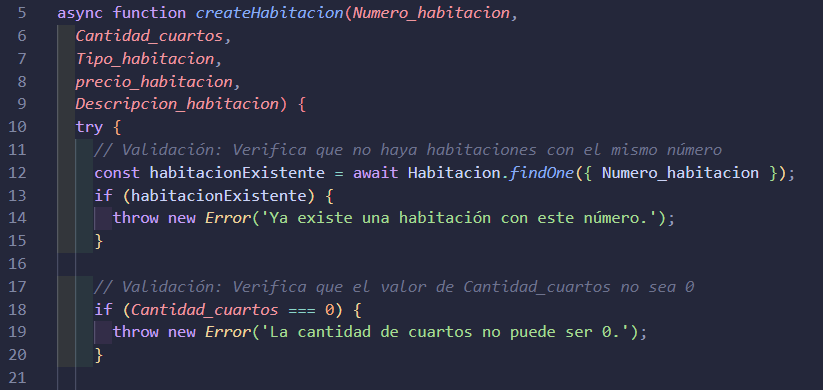 5 async function createHabitacion(Numero_habitacion,
6 Cantidad_cuartos,
7 Tipo_habitacion,
8 precio_habitacion,
9 Descripcion_habitacion) {
10 try {
11 // Validación: Verifica que no haya habitaciones con el mismo número
12 const habitacionExistente = await Habitacion.findOne({ Numero_habitacion });
13 if (habitacionExistente) {
14 throw new Error('Ya existe una habitación con este número.');
15 }
16
17 // Validación: Verifica que el valor de Cantidad_cuartos no sea 0
18 if (Cantidad_cuartos === 0) {
19 throw new Error('La cantidad de cuartos no puede ser 0.');
20 }
21